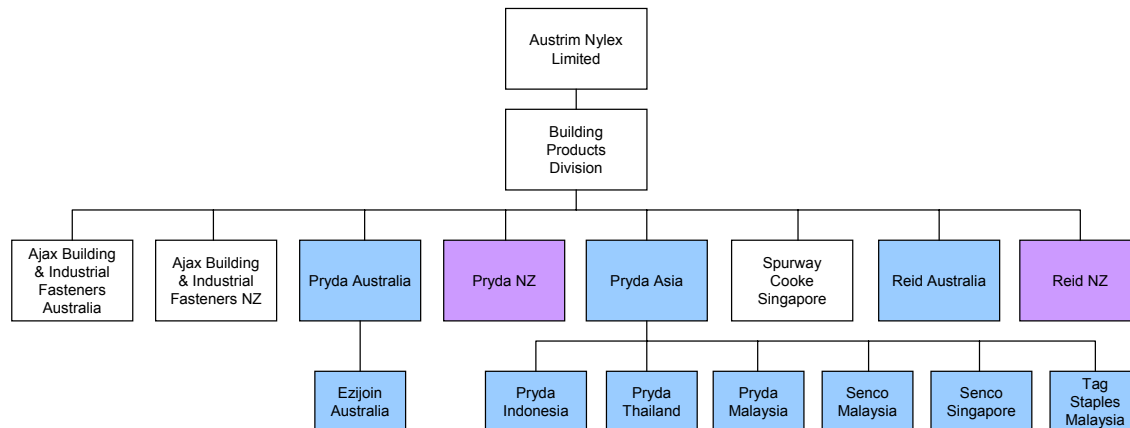 Austrim Nylex
Limited
Building
Products
Division
Ajax Building
& Industrial
Fasteners
Australia
Ajax Building
& Industrial
Fasteners NZ
Pryda Australia
Pryda NZ
Pryda Asia
Spurway
Cooke
Singapore
Reid Australia
Reid NZ
Ezijoin
Australia
Pryda
Indonesia
Pryda
Thailand
Pryda
Malaysia
Senco
Malaysia
Senco
Singapore
Tag
Staples
Malaysia